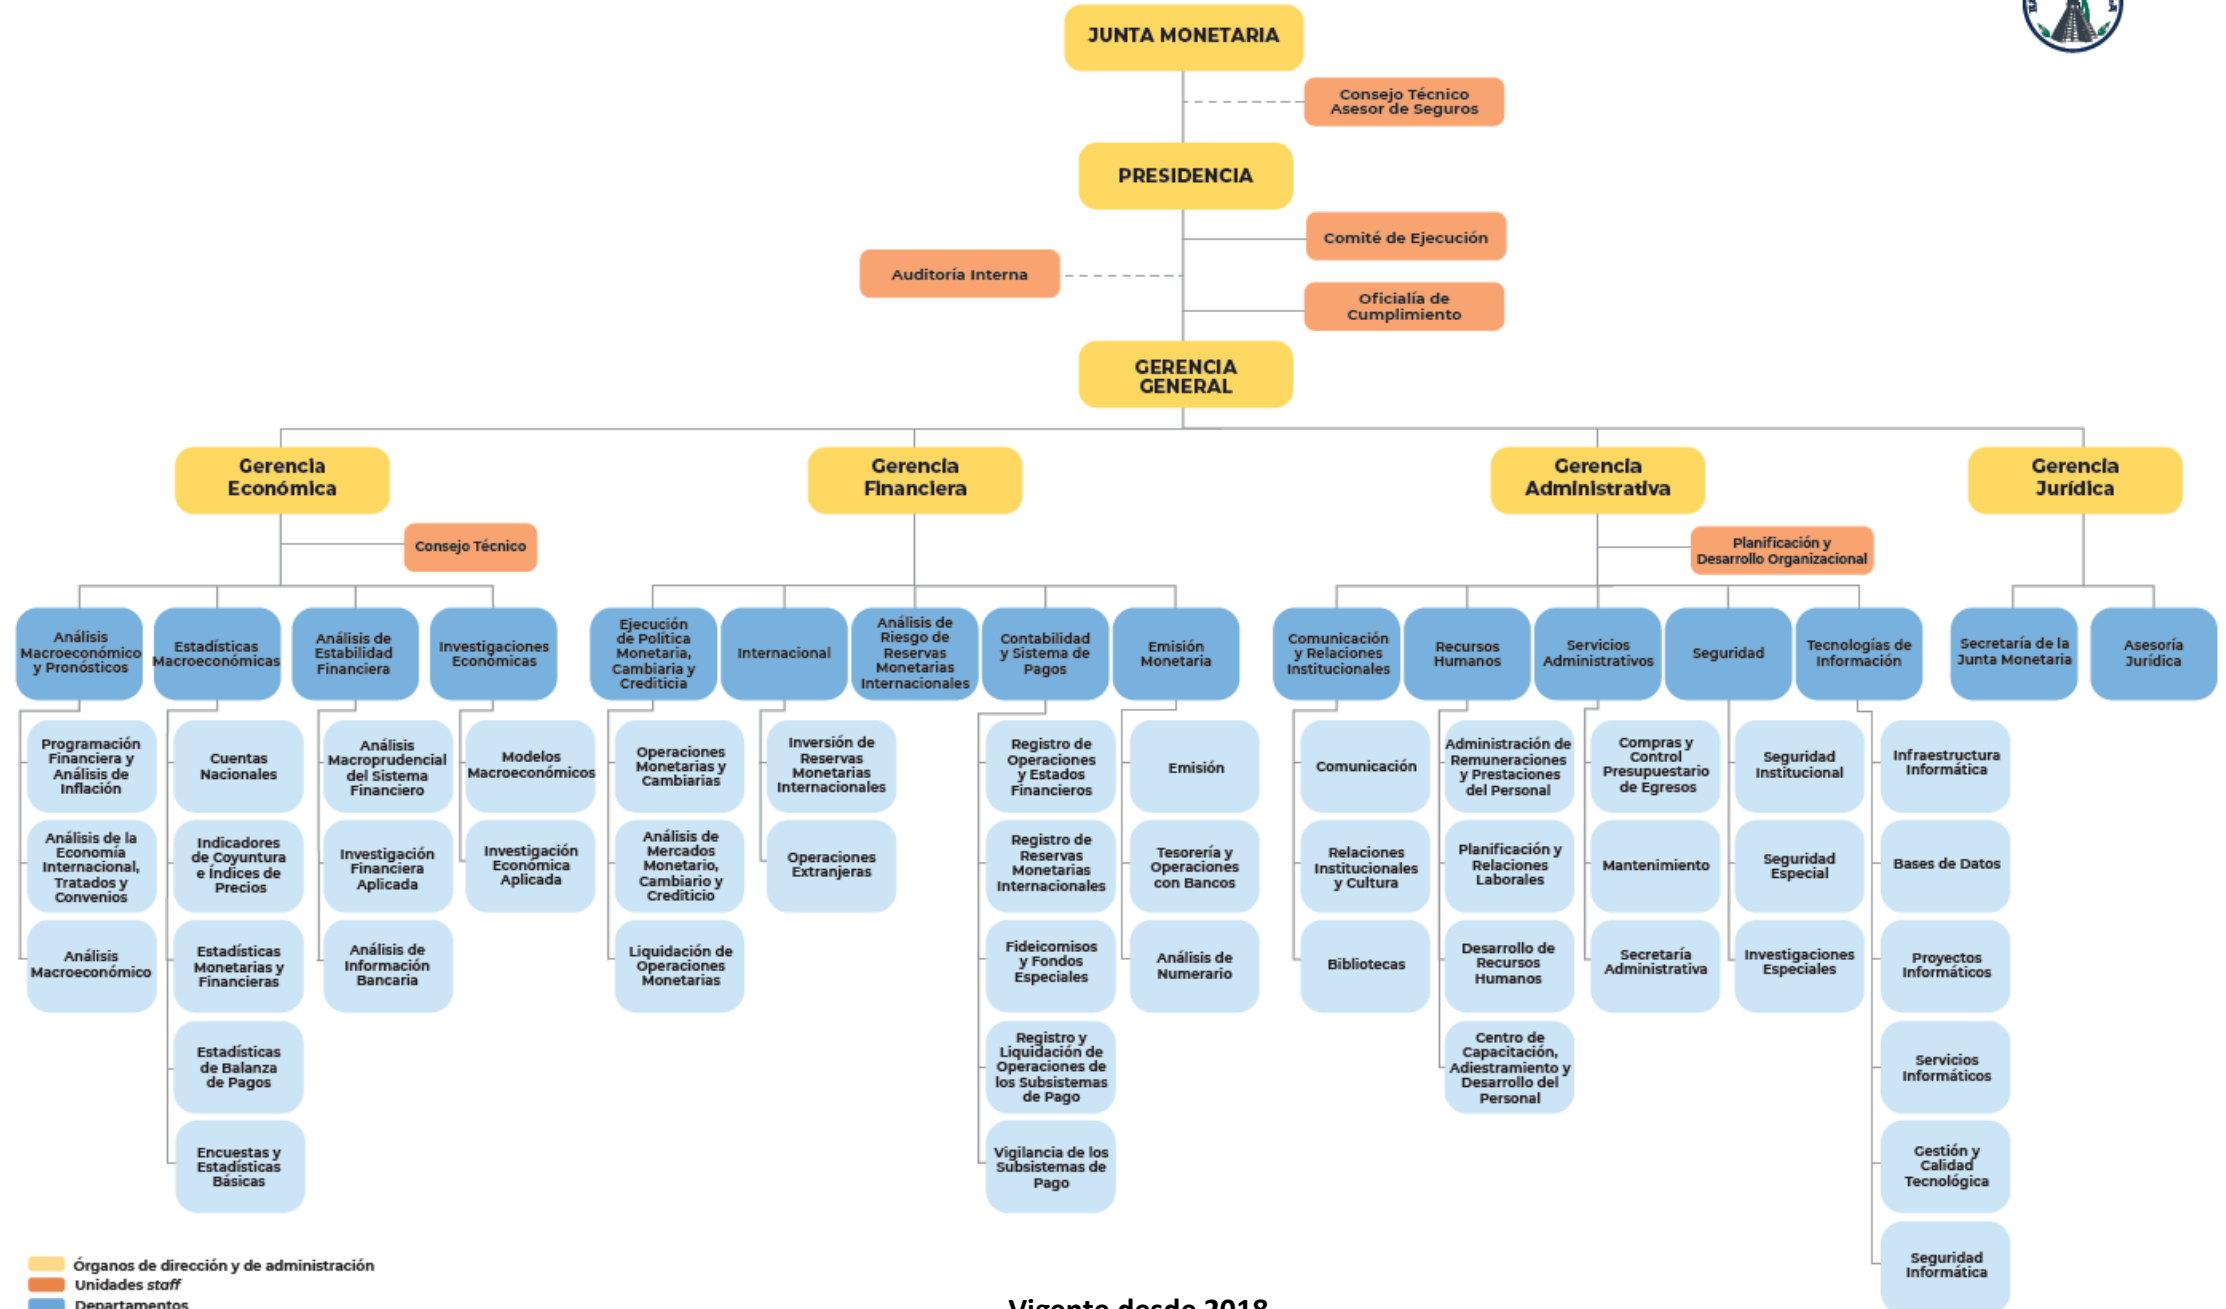 JUNTA MONETARIA
Consejo Técnico
Asesor de Seguros
PRESIDENCIA
Comité de Ejecución
Auditoría Interna
Oficialía de
Cumplimiento
GERENCIA
GENERAL
Gerencia
Económica
Gerencia
Financiera
Gerencia
Administrativa
Gerencia
Jurídica
Consejo Técnico
Planificación y
Desarrollo Organizacional
Análisis
Macroeconómico
y Pronósticos
Estadísticas
Macroeconómicas
Análisis de
Estabilidad
Financiera
Investigaciones
Económicas
Ejecución
de Política
Monetaria,
Cambiaria y
Crediticia
Internacional
Análisis de
Riesgo de
Reservas
Monetarias
Internacionales
Contabilidad
y Sistema de
Pagos
Emisión
Monetaria
Comunicación
y Relaciones
Institucionales
Recursos
Humanos
Servicios
Administrativos
Seguridad
Tecnologías de
Información
Secretaría de la
Junta Monetaria
Asesoría
Jurídica
Programación
Financiera y
Análisis de
Inflación
Cuentas
Nacionales
Análisis
Macroprudencial
del Sistema
Financiero
Modelos
Macroeconómicos
Operaciones
Monetarias y
Cambiarias
Inversión de
Reservas
Monetarias
Internacionales
Registro de
Operaciones
y Estados
Financieros
Emisión
Comunicación
Administración de
Remuneraciones
y Prestaciones
del Personal
Compras y
Control
Presupuestario
de Egresos
Seguridad
Institucional
Infraestructura
Informática
Análisis de la
Economía
Internacional,
Tratados y
Convenios
Indicadores
de Coyuntura
e Índices de
Precios
Investigación
Financiera
Aplicada
Investigación
Económica
Aplicada
Análisis de
Mercados
Monetario,
Cambiario y
Crediticio
Operaciones
Extranjeras
Registro de
Reservas
Monetarias
Internacionales
Tesorería y
Operaciones
con Bancos
Relaciones
Institucionales
y Cultura
Planificación y
Relaciones
Laborales
Mantenimiento
Seguridad
Especial
Bases de Datos
Análisis
Macroeconómico
Estadísticas
Monetarias y
Financieras
Análisis de
Información
Bancaria
Liquidación de
Operaciones
Monetarias
Fideicomisos
y Fondos
Especiales
Análisis de
Numerario
Bibliotecas
Desarrollo de
Recursos
Humanos
Secretaría
Administrativa
Investigaciones
Especiales
Proyectos
Informáticos
Estadísticas
de Balanza
de Pagos
Registro y
Liquidación de
Operaciones de
los Subsistemas
de Pago
Centro de
Capacitación,
Adiestramiento y
Desarrollo del
Personal
Servicios
Informáticos
Encuestas y
Estadísticas
Básicas
Vigilancia de los
Subsistemas de
Pago
Gestión y
Calidad
Tecnológica
Seguridad
Informática
Órganos de dirección y de administración
Unidades staff
Departamentos
Vigente desde 2018